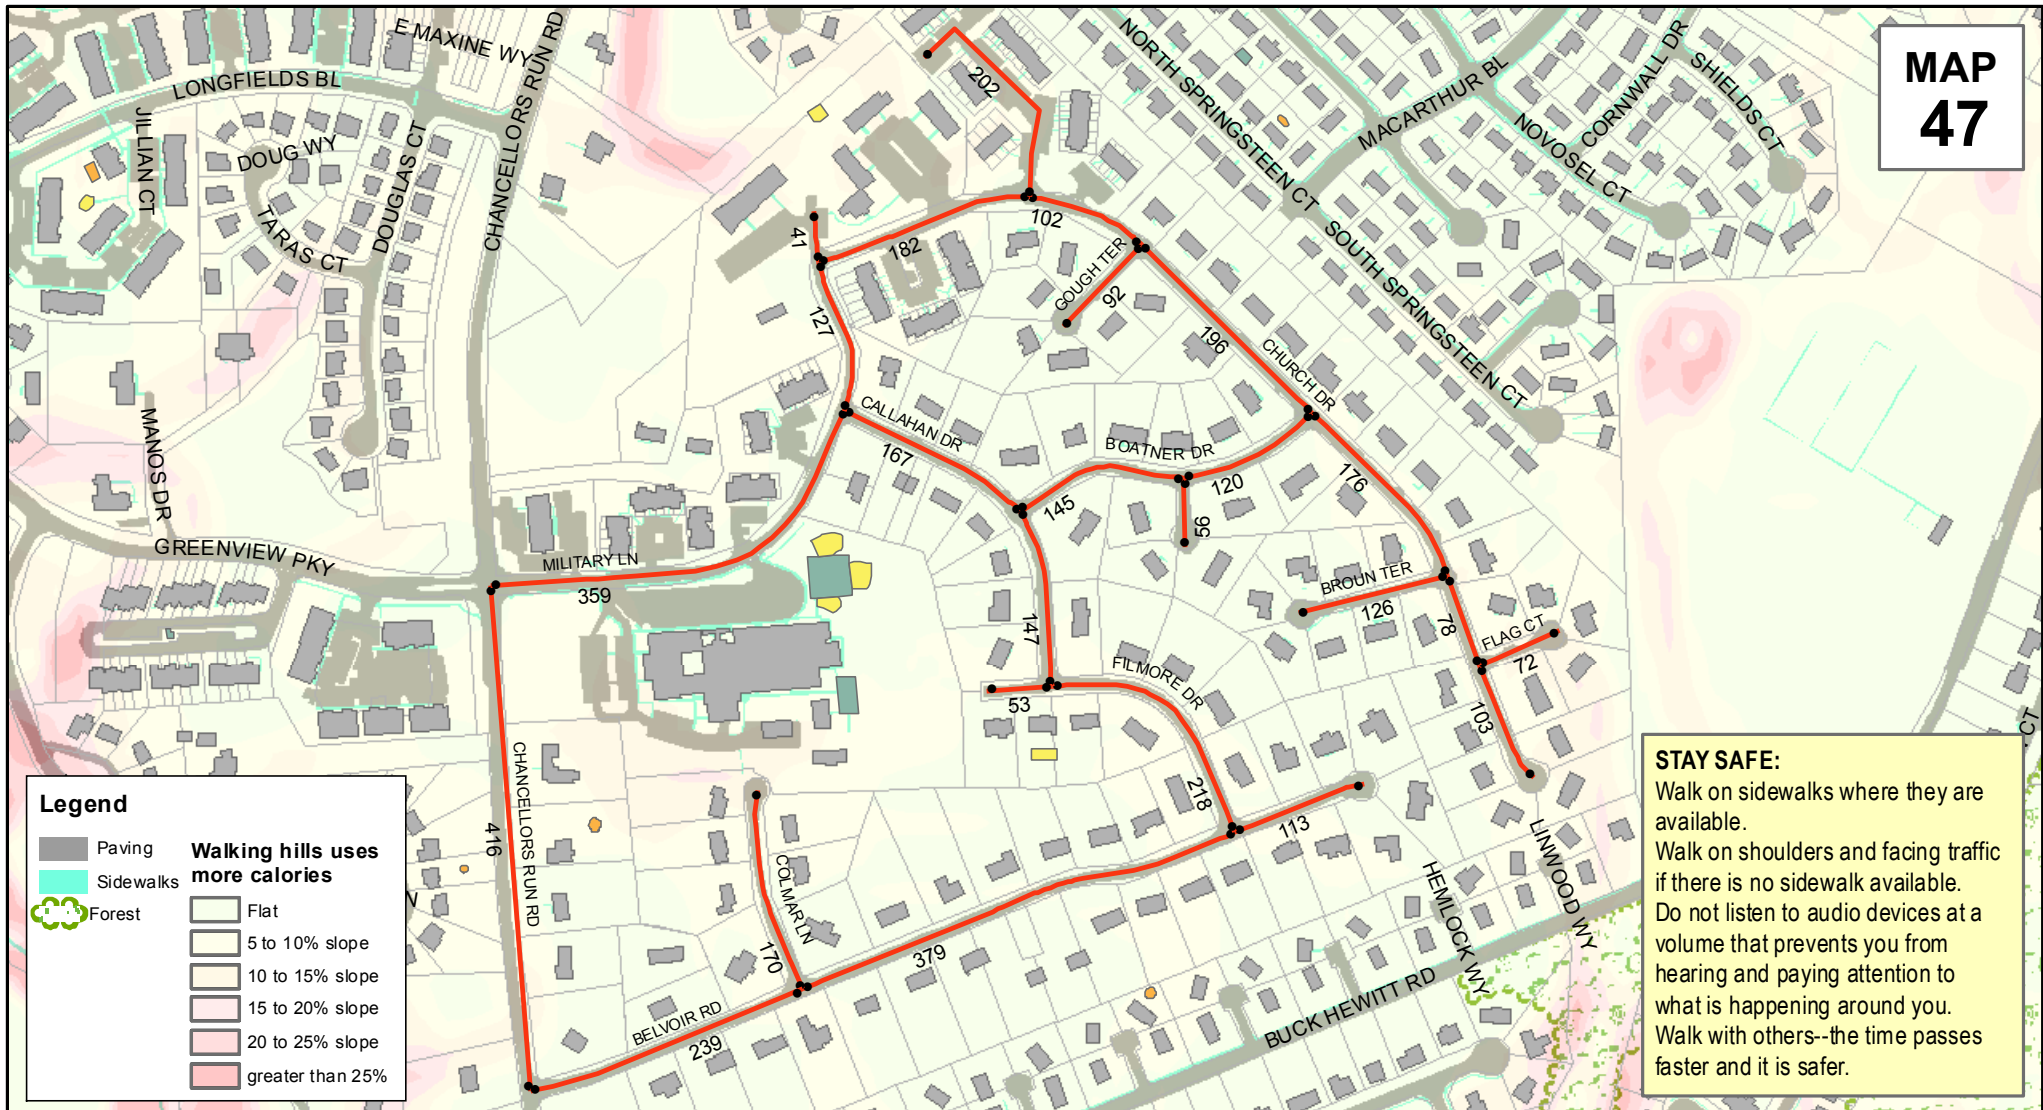 MAP
47
E MAXINE WY
LONGFIELDS BL
CHANCELLORS RUN RD
JILLIAN CT
DOUG WY
DOUGLAS CT
TARAS CT
MANOS DR
GREENVIEW PKY
NORTH SPRINGSTEEN CT
MACARTHUR BL
CORNWALL DR
SHIELDS CT
NOVOSEL CT
SOUTH SPRINGSTEEN CT
202
102
41
182
GOUGH TER
92
127
196
CHURCH DR
CALLAHAN DR
167
BOATNER DR
145
120
176
56
MILITARY LN
359
BROUN TER
126
78
FLAG CT
72
147
FILMORE DR
53
103
218
113
CHANCELLORS RUN RD
416
COLMAR LN
170
379
BELVOIR RD
239
HEMLOCK WY
LINWOOD WY
BUCK HEWITT RD
CT
Legend
Paving
Sidewalks
Forest
Walking hills uses
more calories
Flat
5 to 10% slope
10 to 15% slope
15 to 20% slope
20 to 25% slope
greater than 25%
STAY SAFE:
Walk on sidewalks where they are
available.
Walk on shoulders and facing traffic
if there is no sidewalk available.
Do not listen to audio devices at a
volume that prevents you from
hearing and paying attention to
what is happening around you.
Walk with others--the time passes
faster and it is safer.